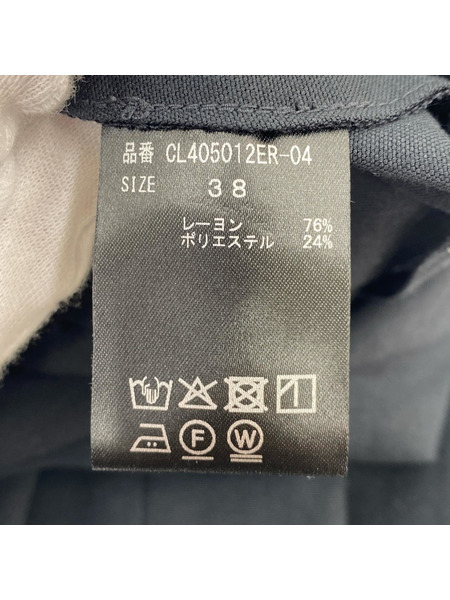 品番 CL405012ER-04
SIZE 38
レーヨン 76%
ポリエステル 24%
F W